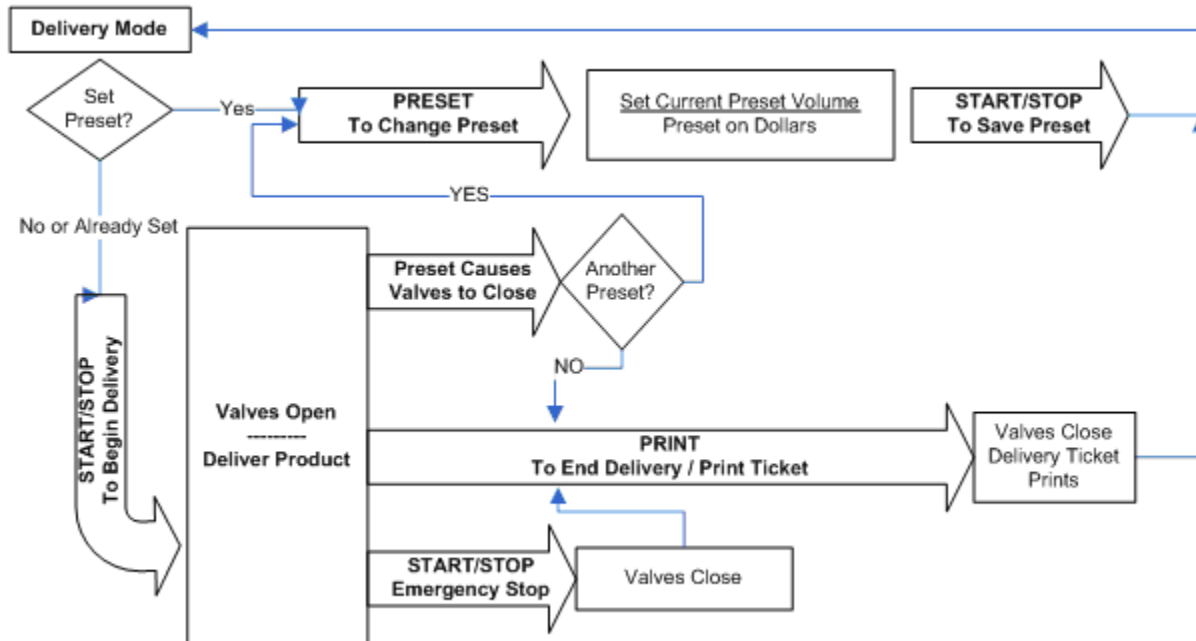 Delivery Mode
Set
Preset?
Yes
PRESET
To Change Preset
Set Current Preset Volume
Preset on Dollars
START/STOP
To Save Preset
YES
No or Already Set
Preset Causes
Valves to Close
Another
Preset?
NO
START/STOP
To Begin Delivery
Valves Open
---------
Deliver Product
PRINT
To End Delivery / Print Ticket
Valves Close
Delivery Ticket
Prints
START/STOP
Emergency Stop
Valves Close